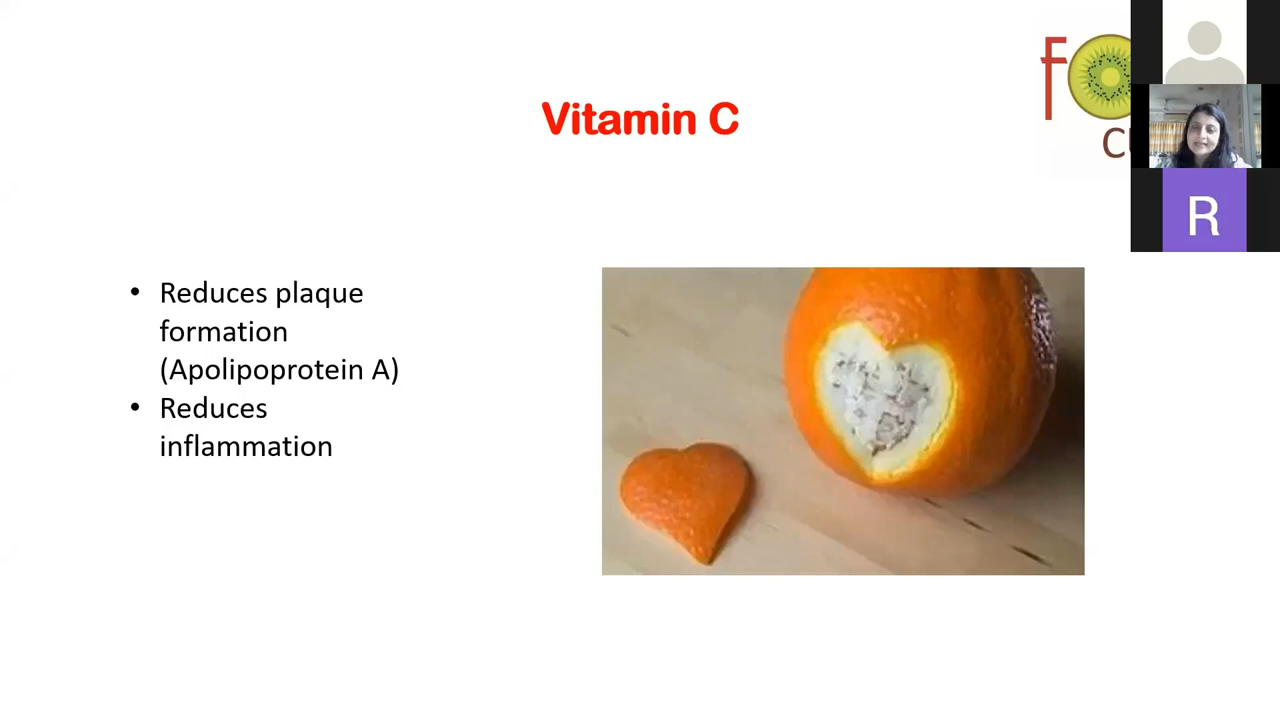 Vitamin C
• Reduces plaque
formation
(Apolipoprotein A)
• Reduces
inflammation
R